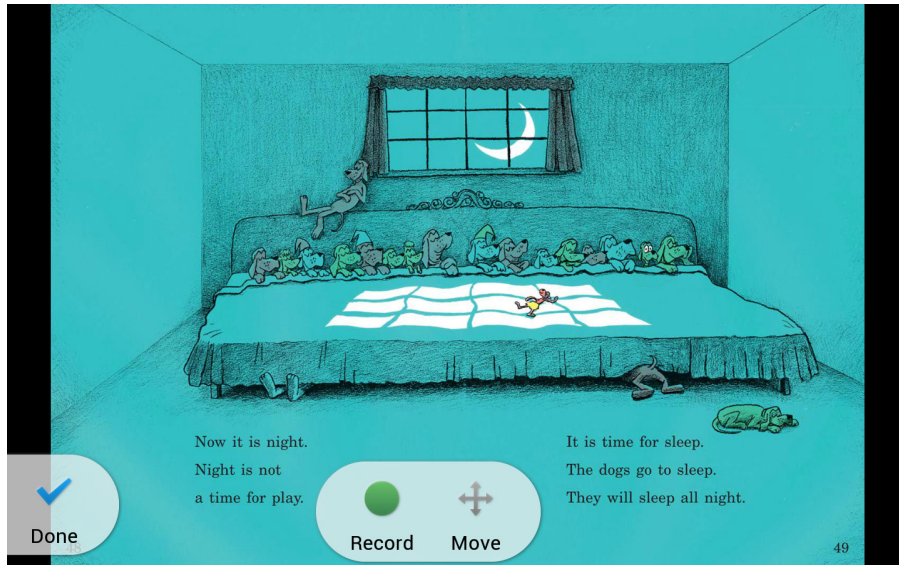 Now it is night.
Night is not
a time for play.
It is time for sleep.
The dogs go to sleep.
They will sleep all night.
Done
Record
Move
48
49